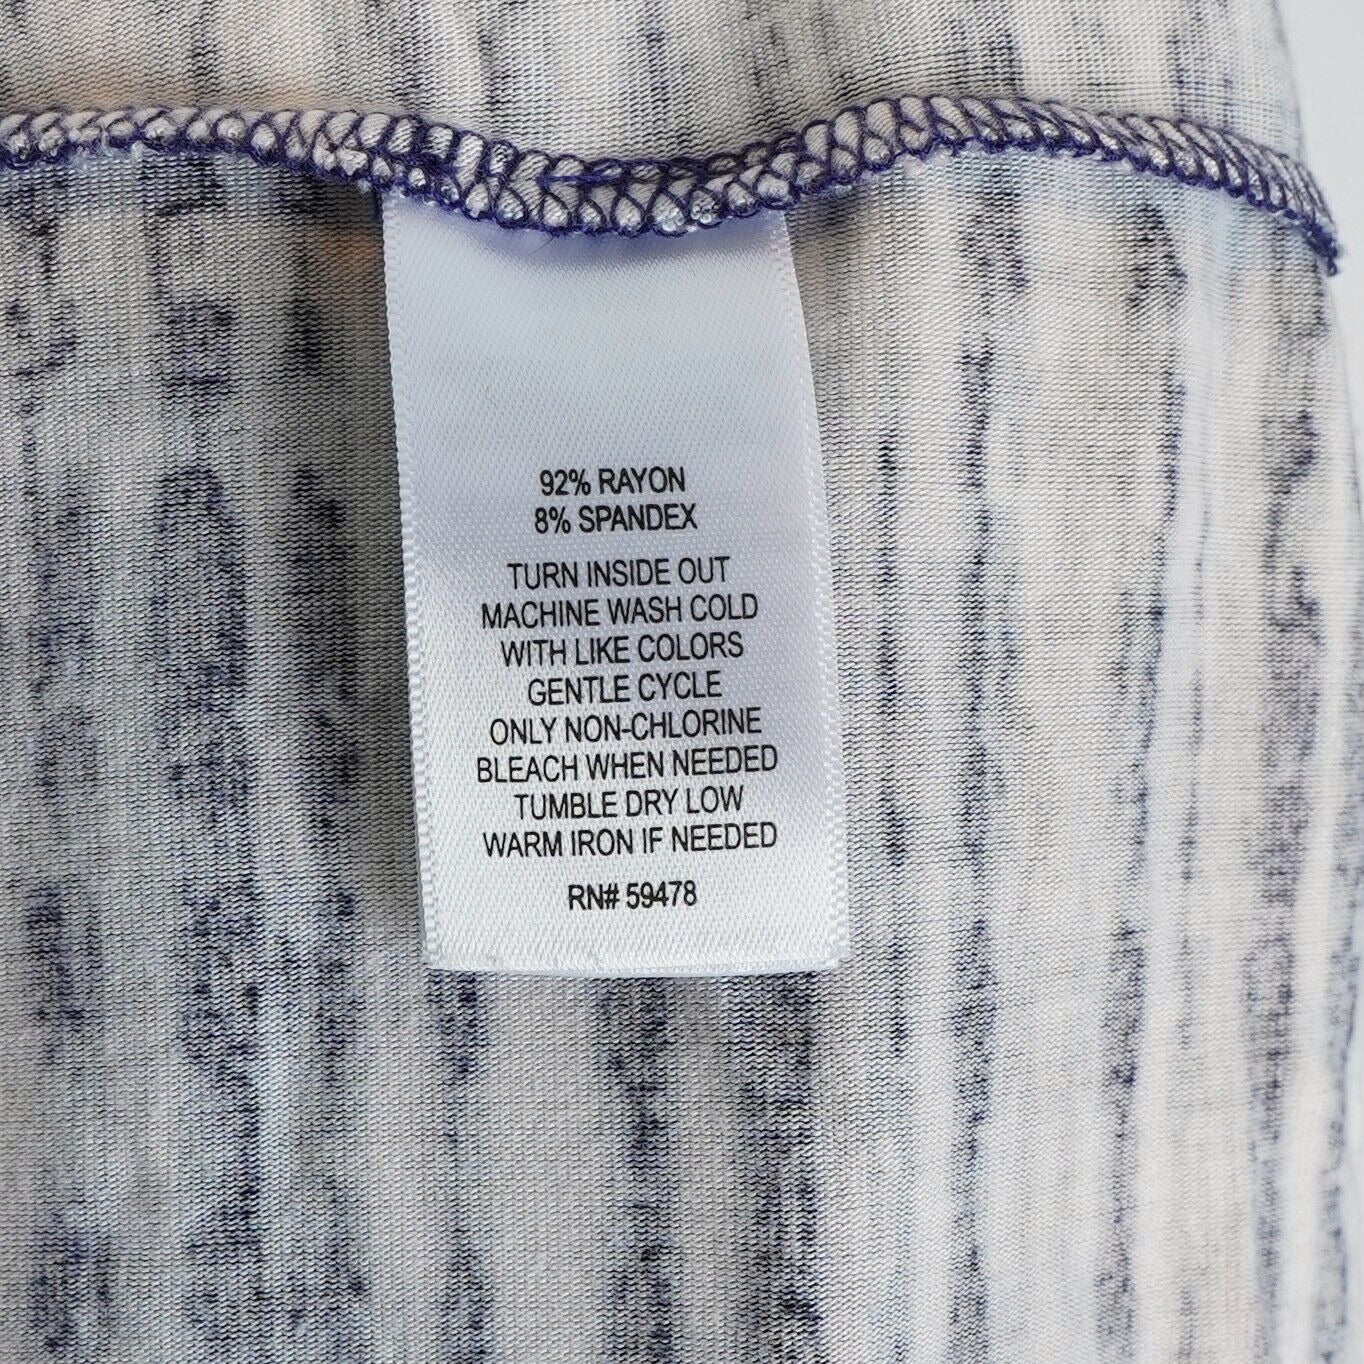 92% RAYON
8% SPANDEX
TURN INSIDE OUT
MACHINE WASH COLD
WITH LIKE COLORS
GENTLE CYCLE
ONLY NON-CHLORINE
BLEACH WHEN NEEDED
TUMBLE DRY LOW
WARM IRON IF NEEDED
RN# 59478